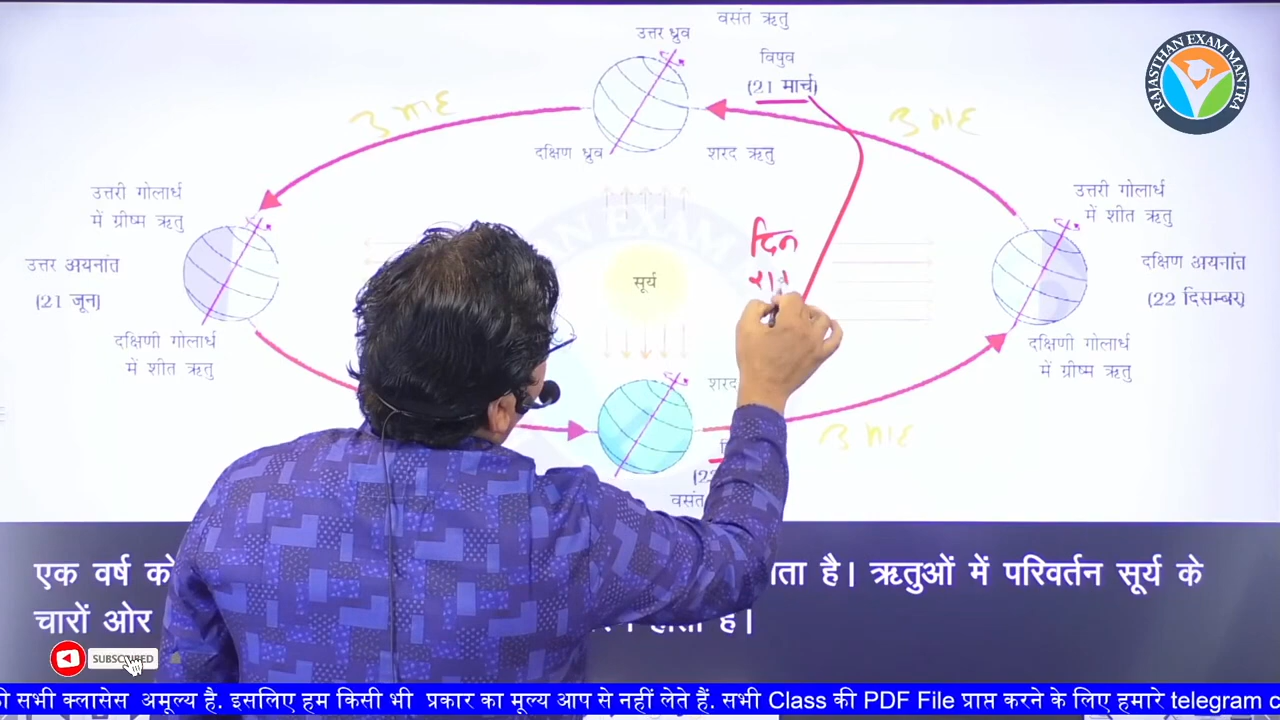 वसंत ऋतु
उत्तर ध्रुव
विषुव
(21 मार्च)
3 माह
3 माह
दक्षिण ध्रुव
शरद ऋतु
RAJASTHAN EXAM MANTRA
उत्तरी गोलार्ध
में ग्रीष्म ऋतु
उत्तरी गोलार्ध
में शीत ऋतु
उत्तर अयनांत
(21 जून)
सूर्य
दिन
दक्षिण अयनांत
(22 दिसम्बर)
दक्षिणी गोलार्ध
में शीत ऋतु
दक्षिणी गोलार्ध
में ग्रीष्म ऋतु
शरद
3 माह
(22
वसंत
एक वर्ष को
ता है। ऋतुओं में परिवर्तन सूर्य के
चारों ओर
होता है।
SUBSCRIBED
सभी क्लासेस अमूल्य है. इसलिए हम किसी भी प्रकार का मूल्य आप से नहीं लेते हैं. सभी Class की PDF File प्राप्त करने के लिए हमारे telegram